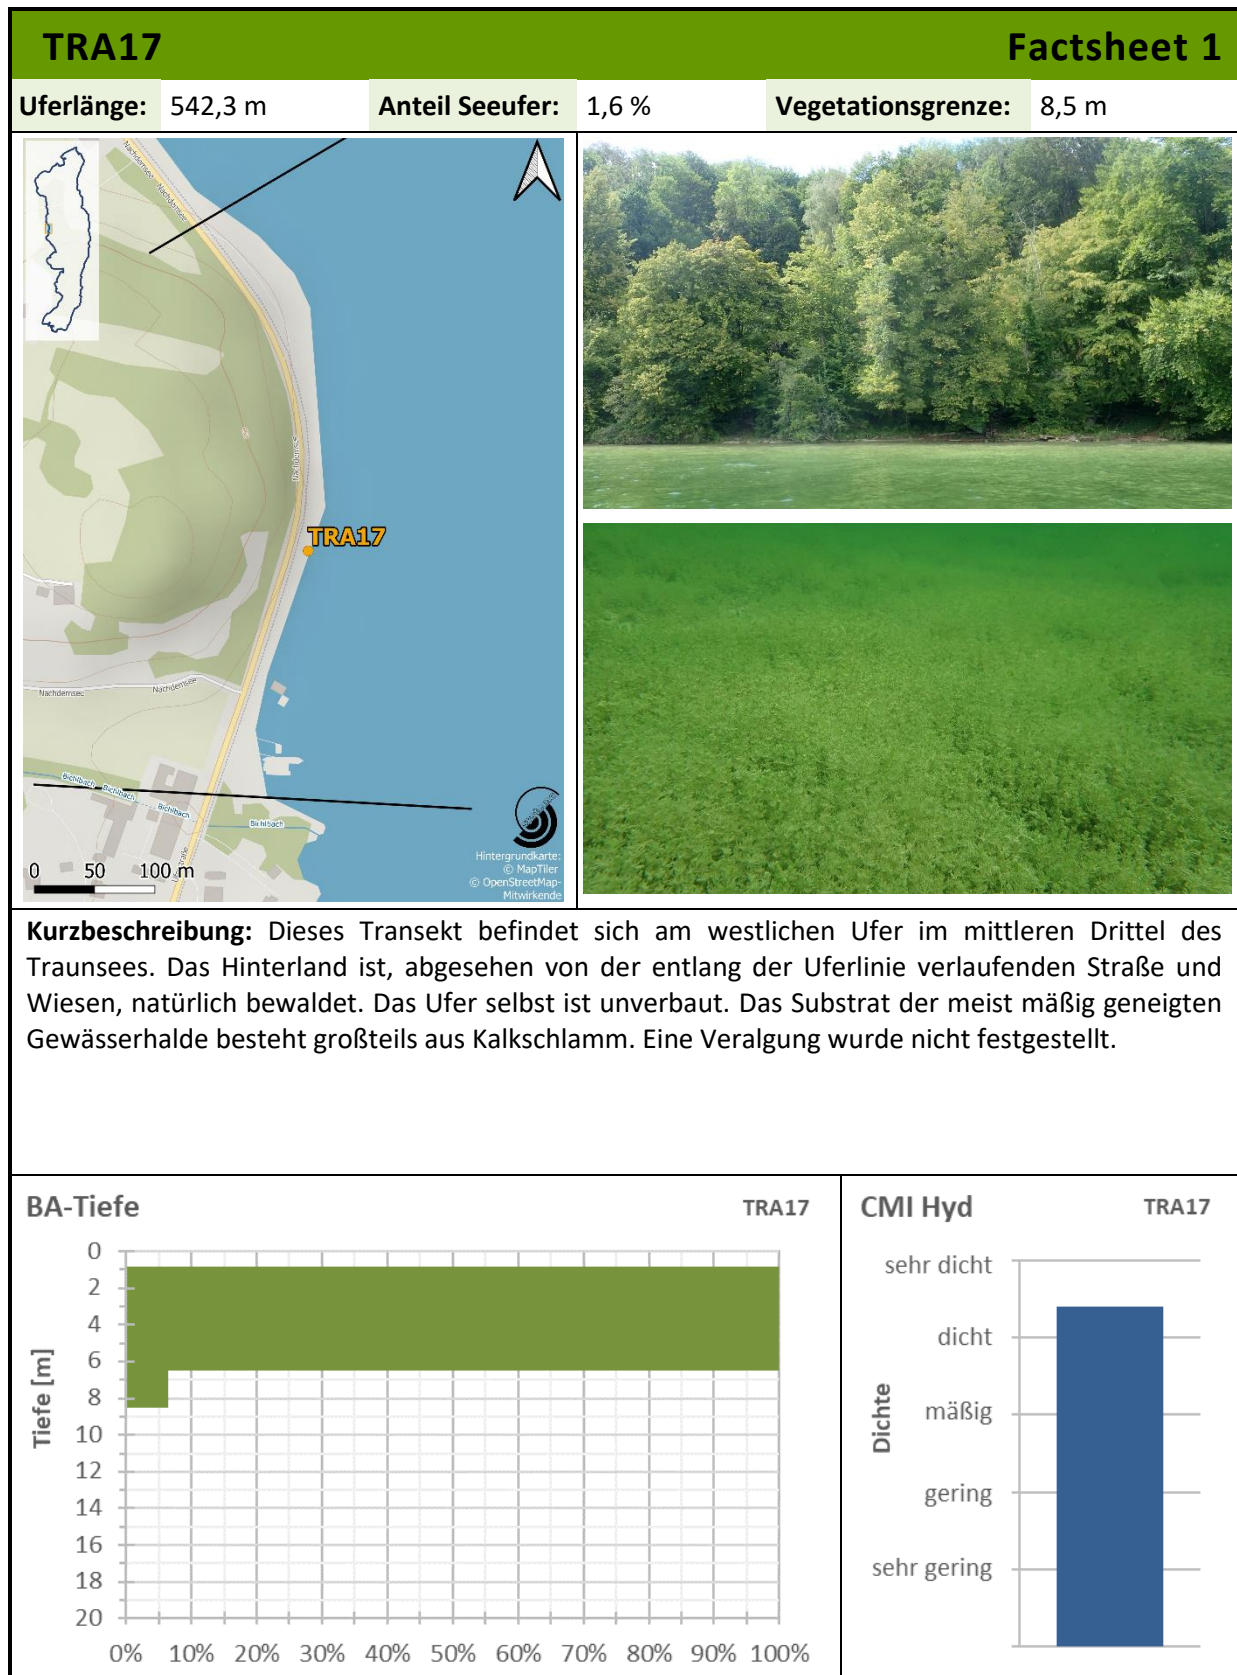 TRA17 Factsheet 1
Uferlänge: 542,3 m Anteil Seeufer: 1,6 % Vegetationsgrenze: 8,5 m
Nachdemsee
Nachdemsee
Nachdemsee
Nachdemsee
TRA17
Nachdemsee Nachdemsee
Bichlbach Bichlbach Bichlbach
Bichlbach
0 50 100 m
Hintergrundkarte:
© MapTiler
© OpenStreetMap-
Mitwirkende
Kurzbeschreibung: Dieses Transekt befindet sich am westlichen Ufer im mittleren Drittel des
Traunsees. Das Hinterland ist, abgesehen von der entlang der Uferlinie verlaufenden Straße und
Wiesen, natürlich bewaldet. Das Ufer selbst ist unverbaut. Das Substrat der meist mäßig geneigten
Gewässerhalde besteht großteils aus Kalkschlamm. Eine Veralgung wurde nicht festgestellt.
BA-Tiefe TRA17
Tiefe [m]
0
2
4
6
8
10
12
14
16
18
20
0% 10% 20% 30% 40% 50% 60% 70% 80% 90% 100%
CMI Hyd TRA17
Dichte
sehr dicht
dicht
mäßig
gering
sehr gering